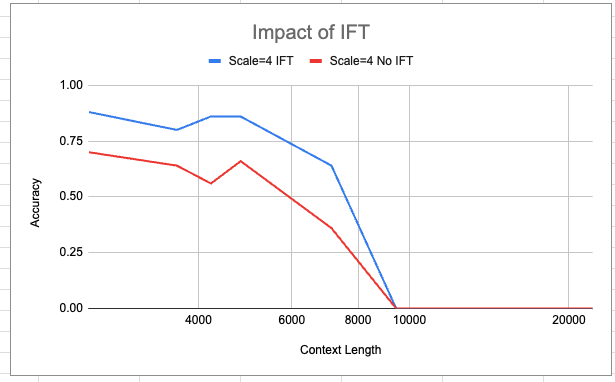 Impact of IFT
Scale=4 IFT Scale=4 No IFT
1.00
0.75
0.50
0.25
0.00
Accuracy
4000 6000 8000 10000 20000
Context Length